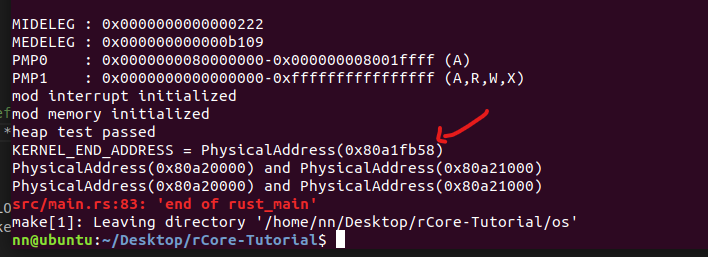 MIDELEG : 0x0000000000000222
MEDELEG : 0x000000000000b109
PMP0    : 0x0000000080000000-0x000000008001ffff (A)
PMP1    : 0x0000000000000000-0xffffffffffffffff (A,R,W,X)
mod interrupt initialized
mod memory initialized
heap test passed
KERNEL_END_ADDRESS = PhysicalAddress(0x80a1fb58)
PhysicalAddress(0x80a20000) and PhysicalAddress(0x80a21000)
PhysicalAddress(0x80a20000) and PhysicalAddress(0x80a21000)
src/main.rs:83: 'end of rust_main'
make[1]: Leaving directory '/home/nn/Desktop/rCore-Tutorial/os'
nn@ubuntu:~/Desktop/rCore-Tutorial$